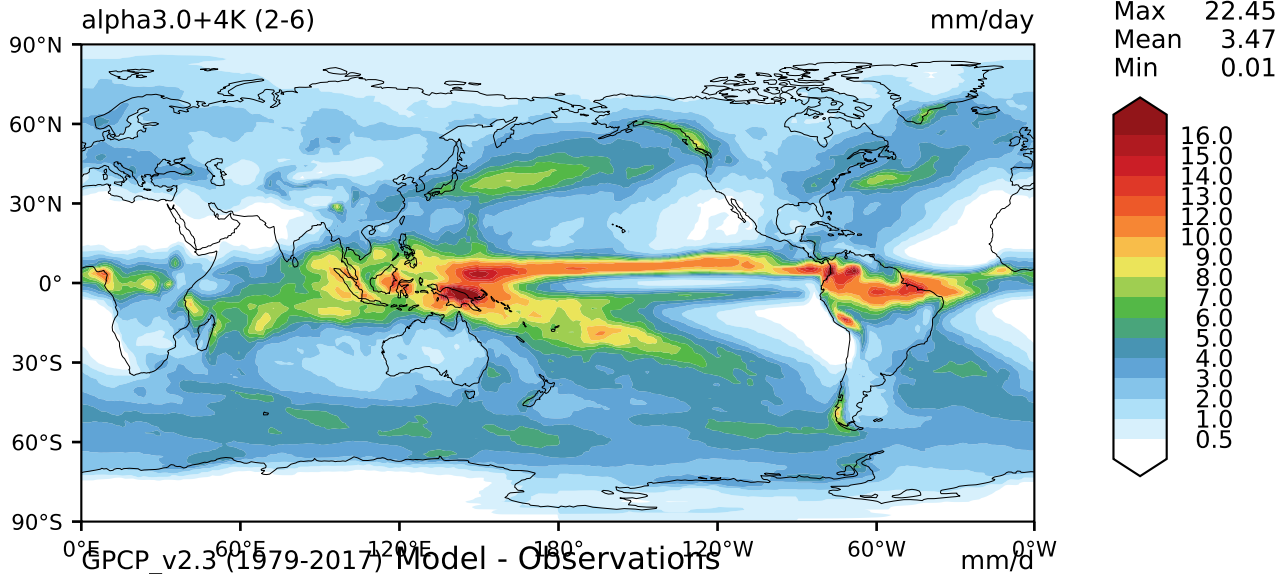 alpha3.0+4K (2-6) mm/day
Max 22.45
Mean 3.47
Min 0.01
90°N
60°N
30°N
0°
30°S
60°S
90°S
0°E 60°E 120°E 180° 120°W 60°W 0°W
16.0
15.0
14.0
13.0
12.0
10.0
9.0
8.0
7.0
6.0
5.0
4.0
3.0
2.0
1.0
0.5
GPCP_v2.3 (1979-2017) Model - Observations mm/d